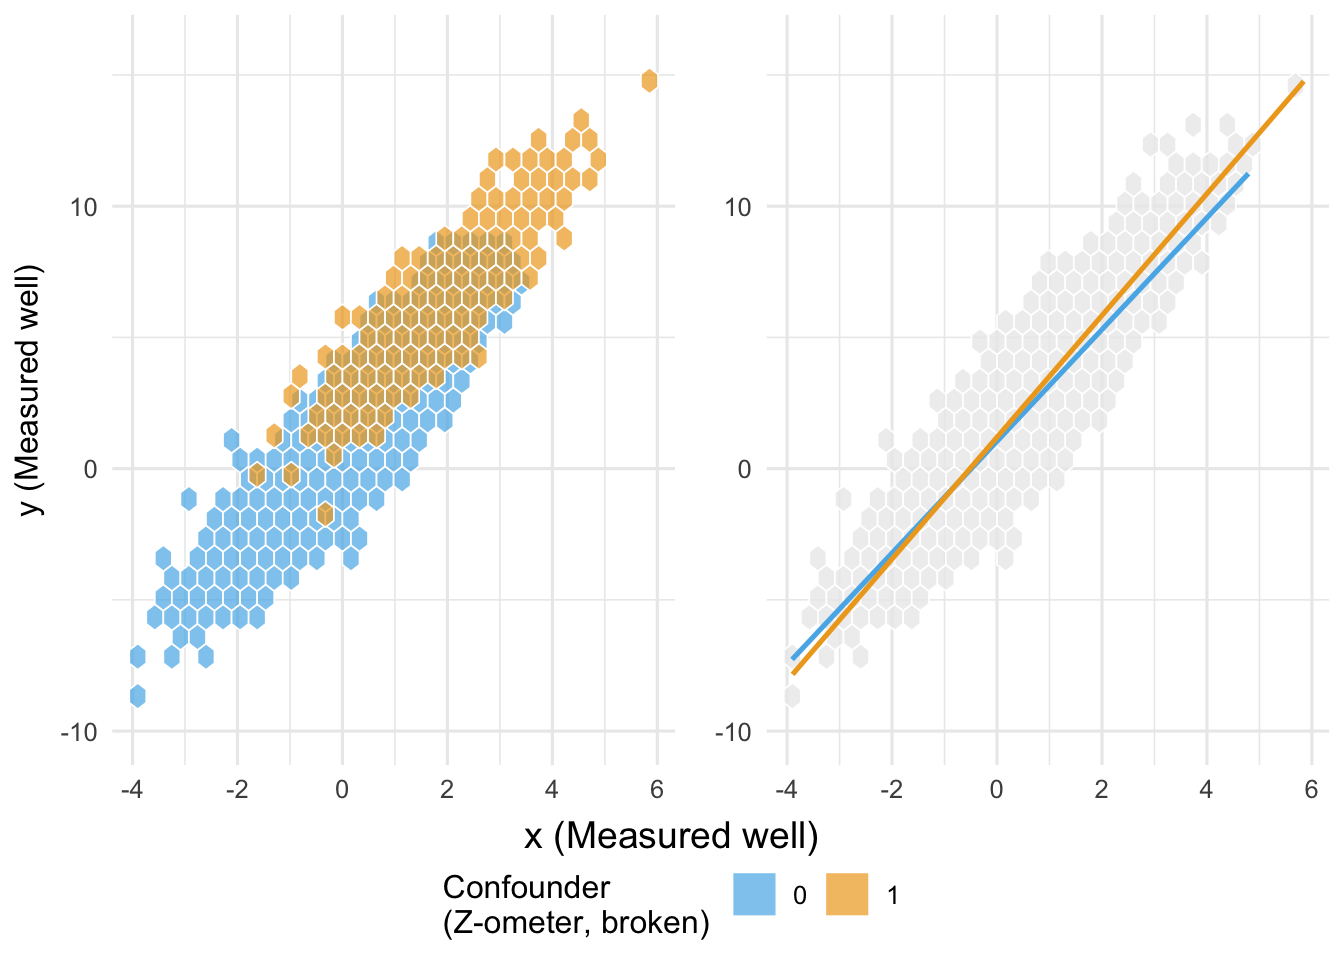 y (Measured well)
10
0
-10
-4 -2 0 2 4 6
10
0
-10
-4 -2 0 2 4 6
x (Measured well)
Confounder
(Z-ometer, broken)
0 1